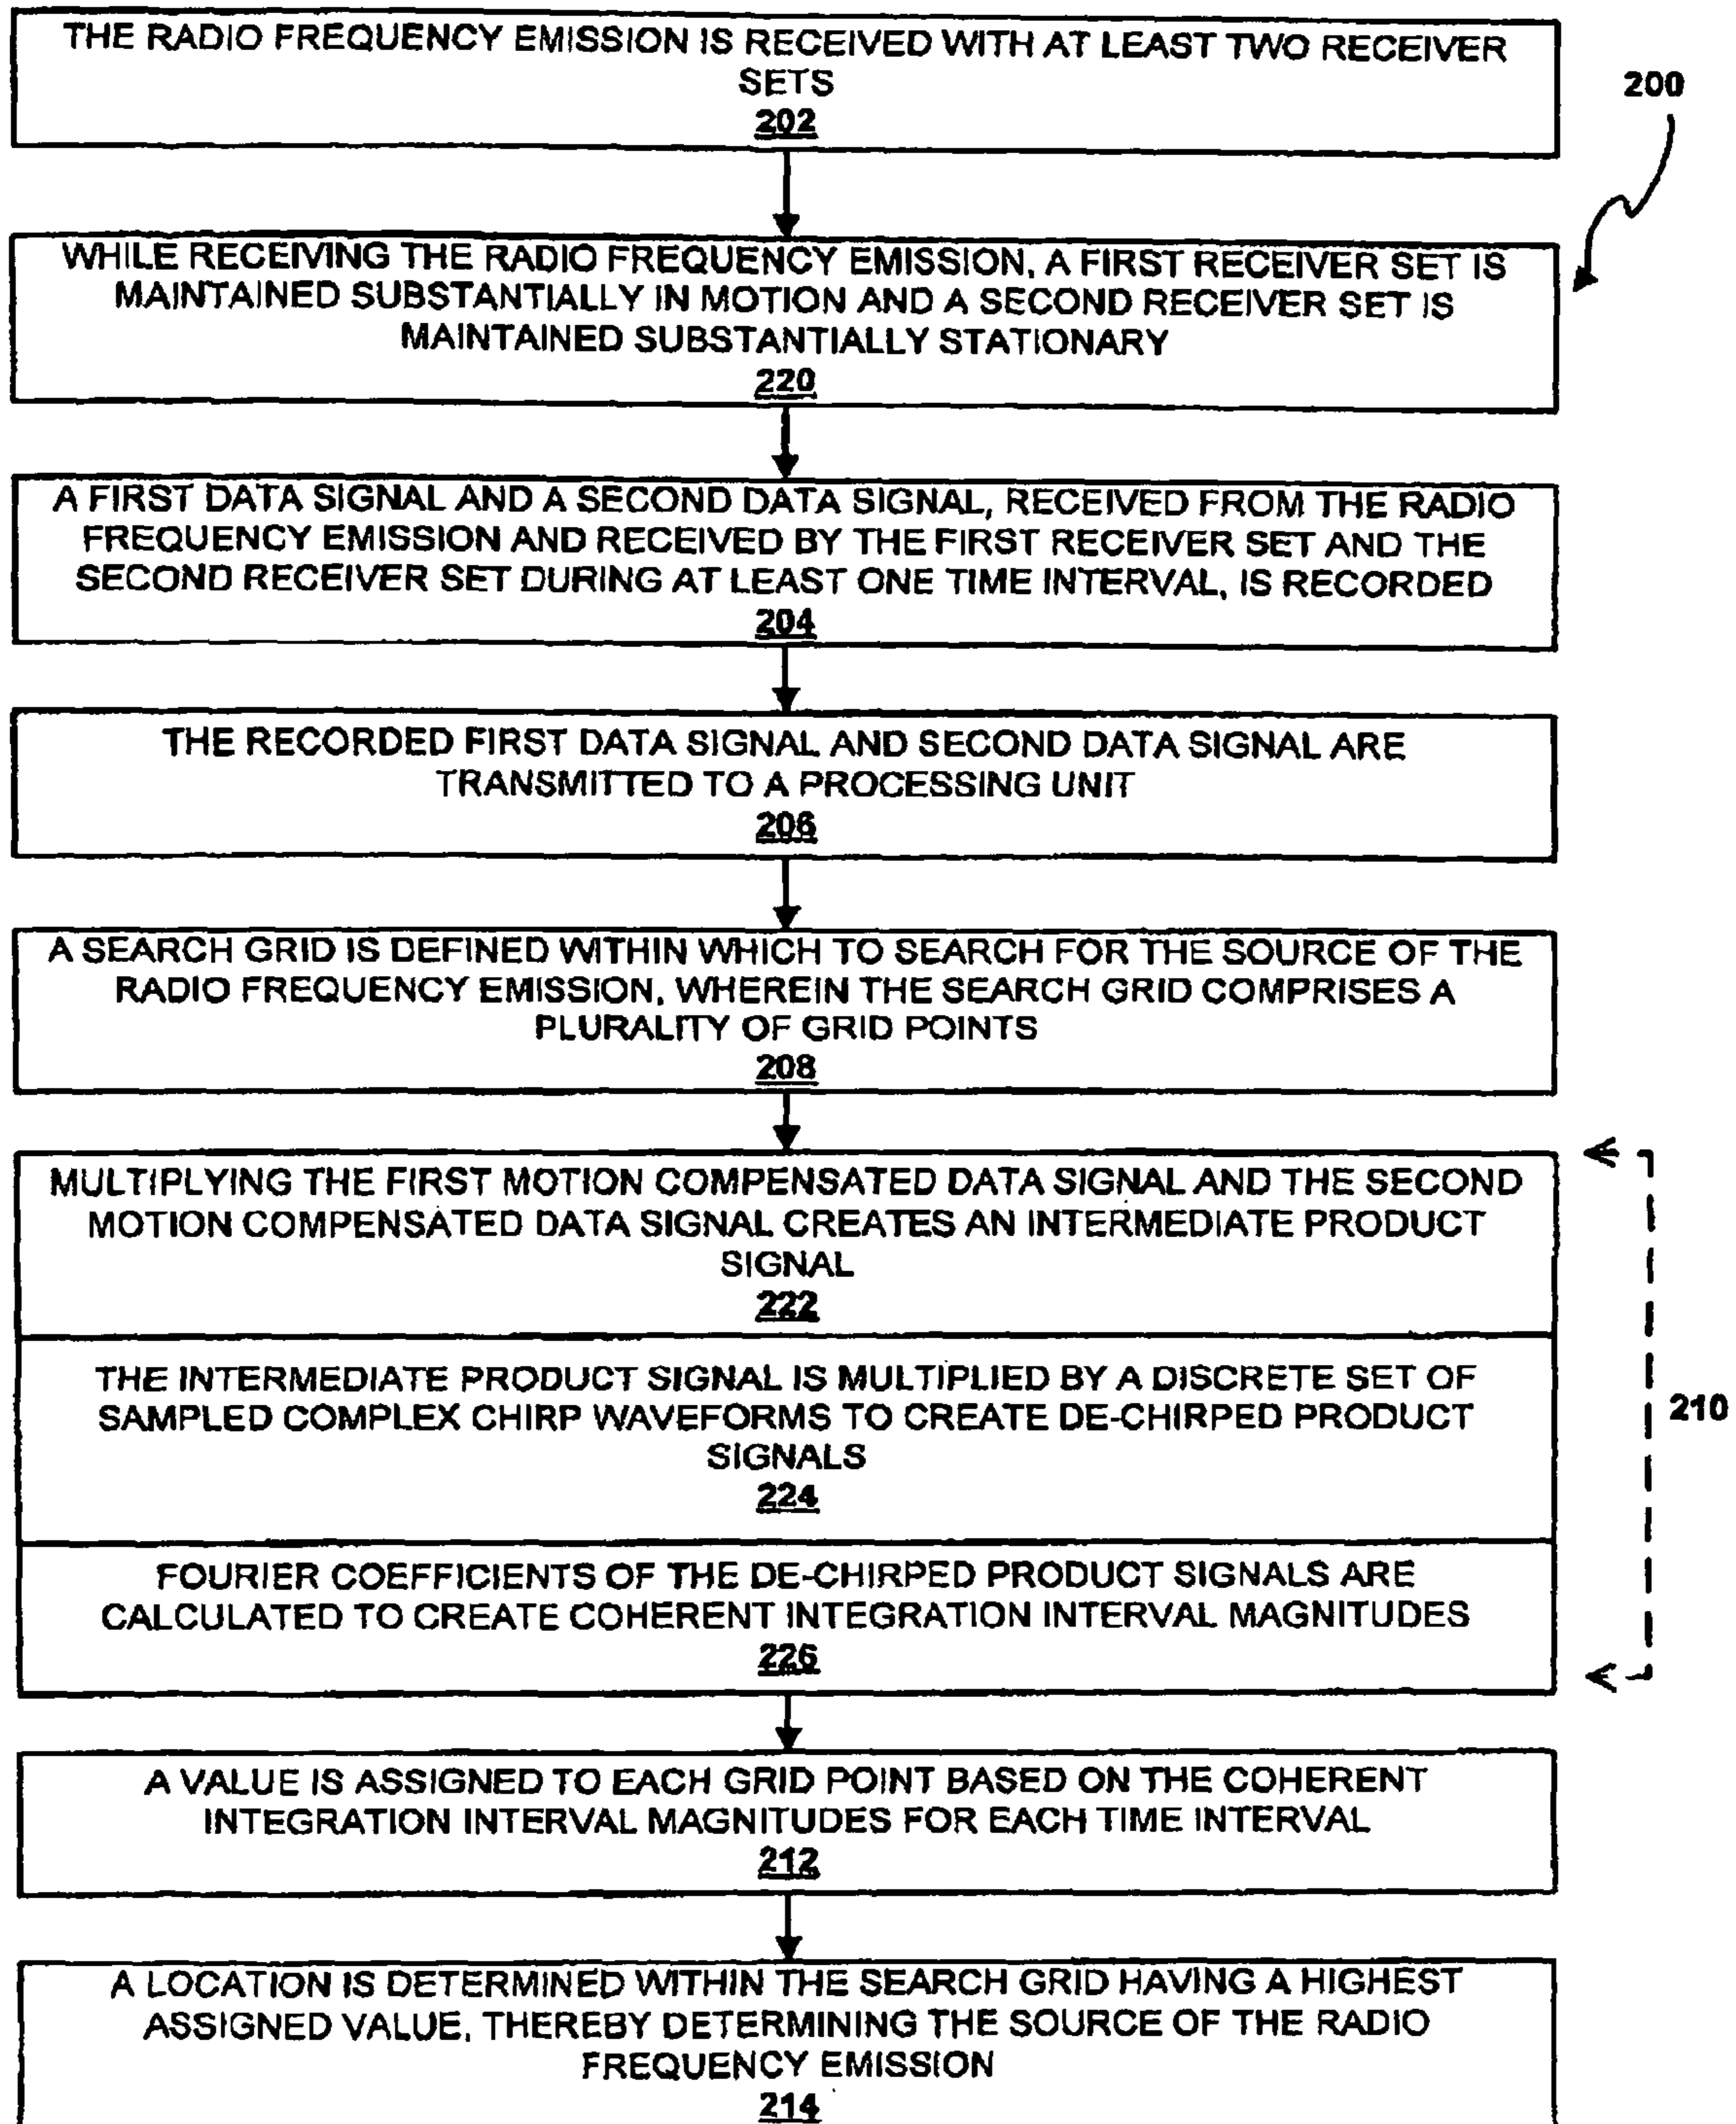 THE RADIO FREQUENCY EMISSION IS RECEIVED WITH AT LEAST TWO RECEIVER
SETS
202
200
WHILE RECEIVING THE RADIO FREQUENCY EMISSION, A FIRST RECEIVER SET IS
MAINTAINED SUBSTANTIALLY IN MOTION AND A SECOND RECEIVER SET IS
MAINTAINED SUBSTANTIALLY STATIONARY
220
A FIRST DATA SIGNAL AND A SECOND DATA SIGNAL, RECEIVED FROM THE RADIO
FREQUENCY EMISSION AND RECEIVED BY THE FIRST RECEIVER SET AND THE
SECOND RECEIVER SET DURING AT LEAST ONE TIME INTERVAL, IS RECORDED
204
THE RECORDED FIRST DATA SIGNAL AND SECOND DATA SIGNAL ARE
TRANSMITTED TO A PROCESSING UNIT
206
A SEARCH GRID IS DEFINED WITHIN WHICH TO SEARCH FOR THE SOURCE OF THE
RADIO FREQUENCY EMISSION, WHEREIN THE SEARCH GRID COMPRISES A
PLURALITY OF GRID POINTS
208
MULTIPLYING THE FIRST MOTION COMPENSATED DATA SIGNAL AND THE SECOND
MOTION COMPENSATED DATA SIGNAL CREATES AN INTERMEDIATE PRODUCT
SIGNAL
222
THE INTERMEDIATE PRODUCT SIGNAL IS MULTIPLIED BY A DISCRETE SET OF
SAMPLED COMPLEX CHIRP WAVEFORMS TO CREATE DE-CHIRPED PRODUCT
SIGNALS
224
210
FOURIER COEFFICIENTS OF THE DE-CHIRPED PRODUCT SIGNALS ARE
CALCULATED TO CREATE COHERENT INTEGRATION INTERVAL MAGNITUDES
226
A VALUE IS ASSIGNED TO EACH GRID POINT BASED ON THE COHERENT
INTEGRATION INTERVAL MAGNITUDES FOR EACH TIME INTERVAL
212
A LOCATION IS DETERMINED WITHIN THE SEARCH GRID HAVING A HIGHEST
ASSIGNED VALUE, THEREBY DETERMINING THE SOURCE OF THE RADIO
FREQUENCY EMISSION
214